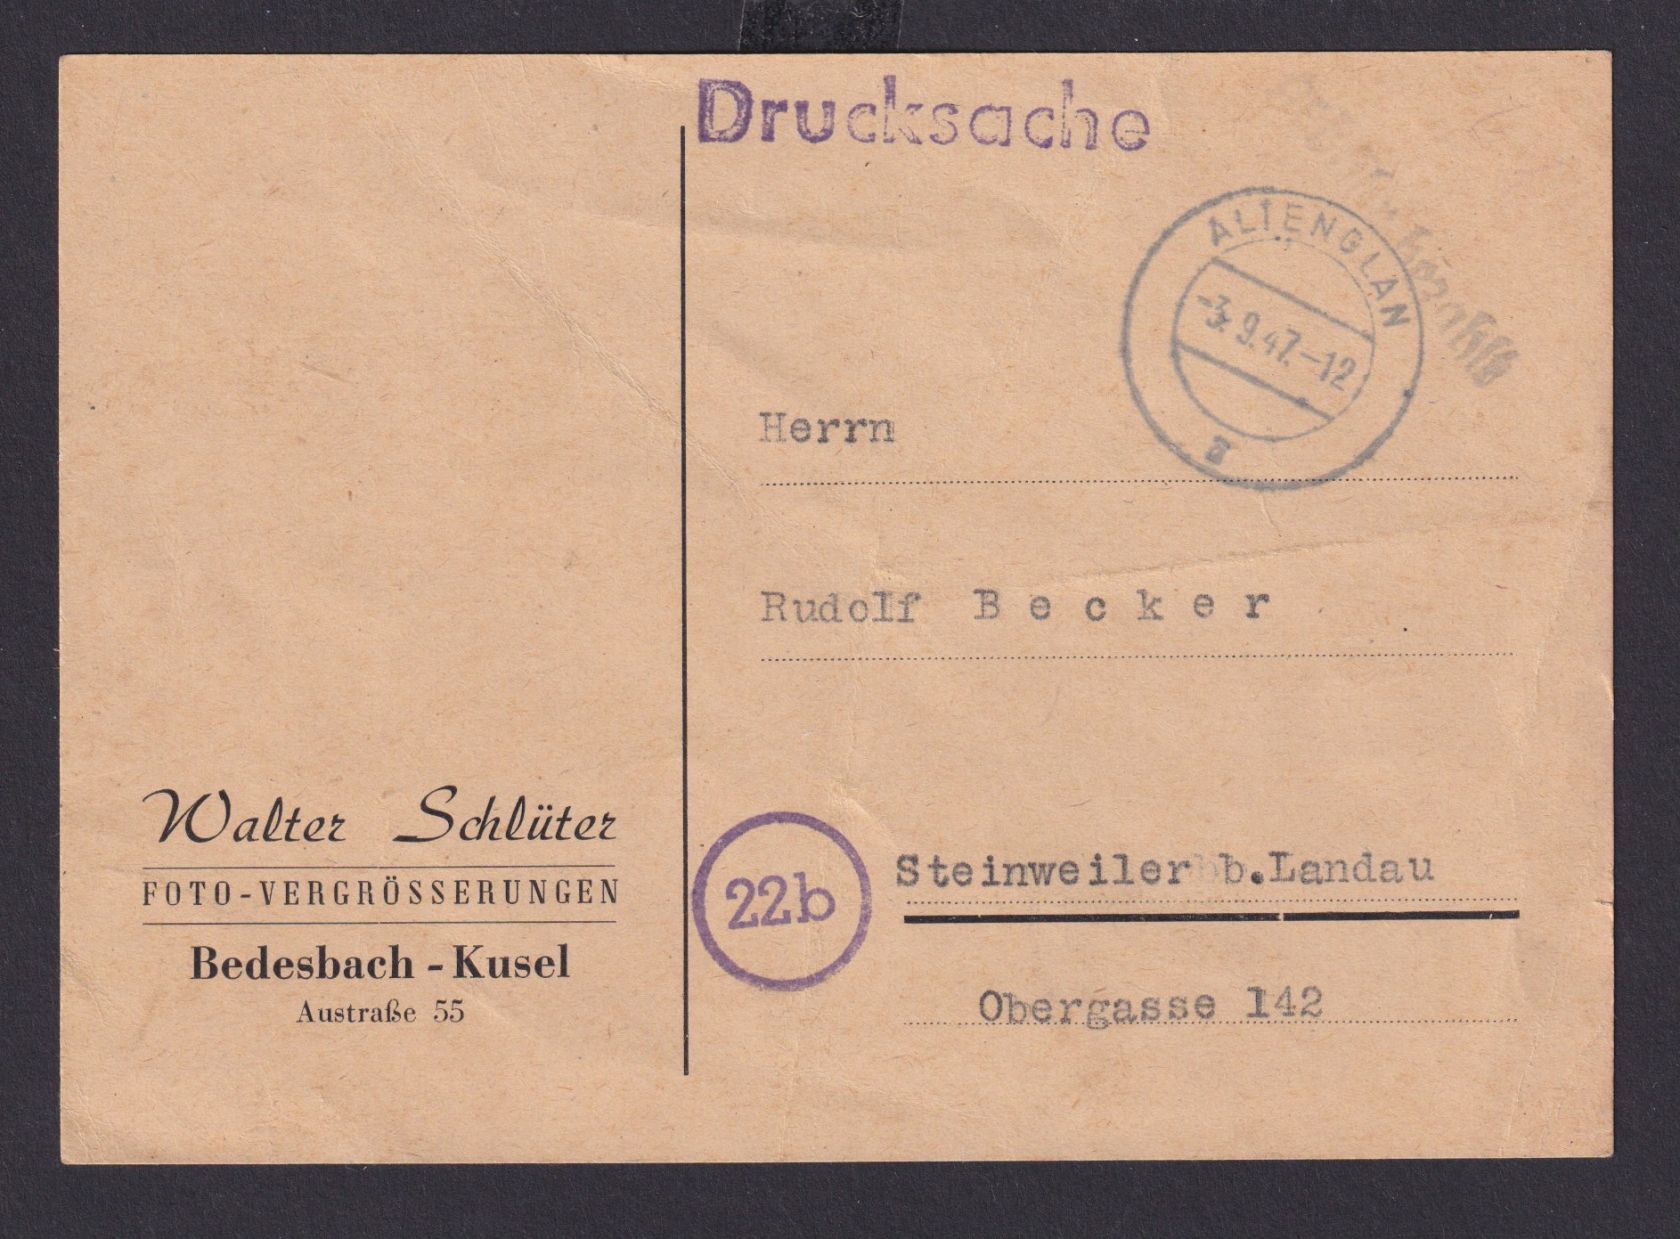 Drucksache
ALTENGLAN
-3.9.47.-12
a
Herrn
Rudolf Becker
Walter Schlüter
FOTO-VERGRÖSSERUNGEN
Bedesbach - Kusel
Austraße 55
22b
Steinweiler b.Landau
Obergasse 142